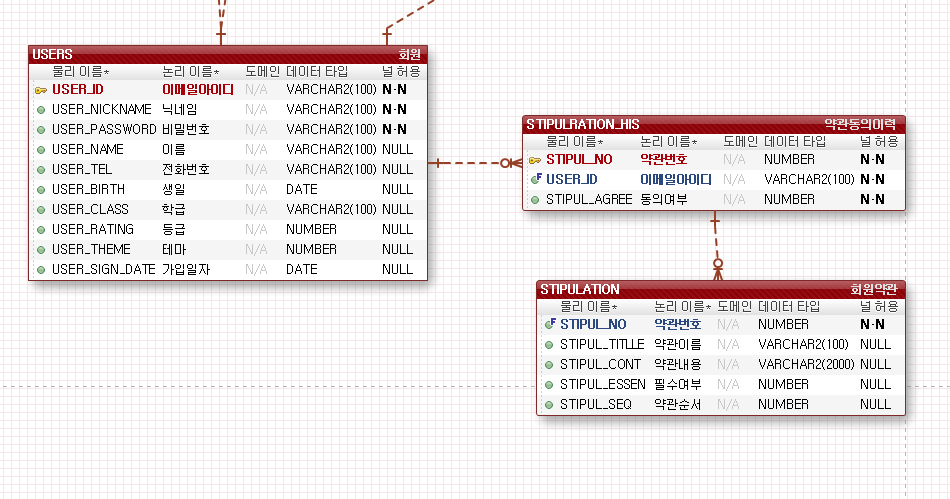 USERS 회원
물리 이름* 논리 이름* 도메인 데이터 타입 널 허용
USER_ID 이메일아이디 N/A VARCHAR2(100) N·N
USER_NICKNAME 닉네임 N/A VARCHAR2(100) N·N
USER_PASSWORD 비밀번호 N/A VARCHAR2(100) N·N
USER_NAME 이름 N/A VARCHAR2(100) NULL
USER_TEL 전화번호 N/A VARCHAR2(100) NULL
USER_BIRTH 생일 N/A DATE NULL
USER_CLASS 학급 N/A VARCHAR2(100) NULL
USER_RATING 등급 N/A NUMBER NULL
USER_THEME 테마 N/A NUMBER NULL
USER_SIGN_DATE 가입일자 N/A DATE NULL
STIPULRATION_HIS 약관동의이력
물리 이름* 논리 이름* 도메인 데이터 타입 널 허용
STIPUL_NO 약관번호 N/A NUMBER N·N
USER_ID 이메일아이디 N/A VARCHAR2(100) N·N
STIPUL_AGREE 동의여부 N/A NUMBER N·N
STIPULATION 회원약관
물리 이름* 논리 이름* 도메인 데이터 타입 널 허용
STIPUL_NO 약관번호 N/A NUMBER N·N
STIPUL_TITLLE 약관이름 N/A VARCHAR2(100) NULL
STIPUL_CONT 약관내용 N/A VARCHAR2(2000) NULL
STIPUL_ESSEN 필수여부 N/A NUMBER NULL
STIPUL_SEQ 약관순서 N/A NUMBER NULL